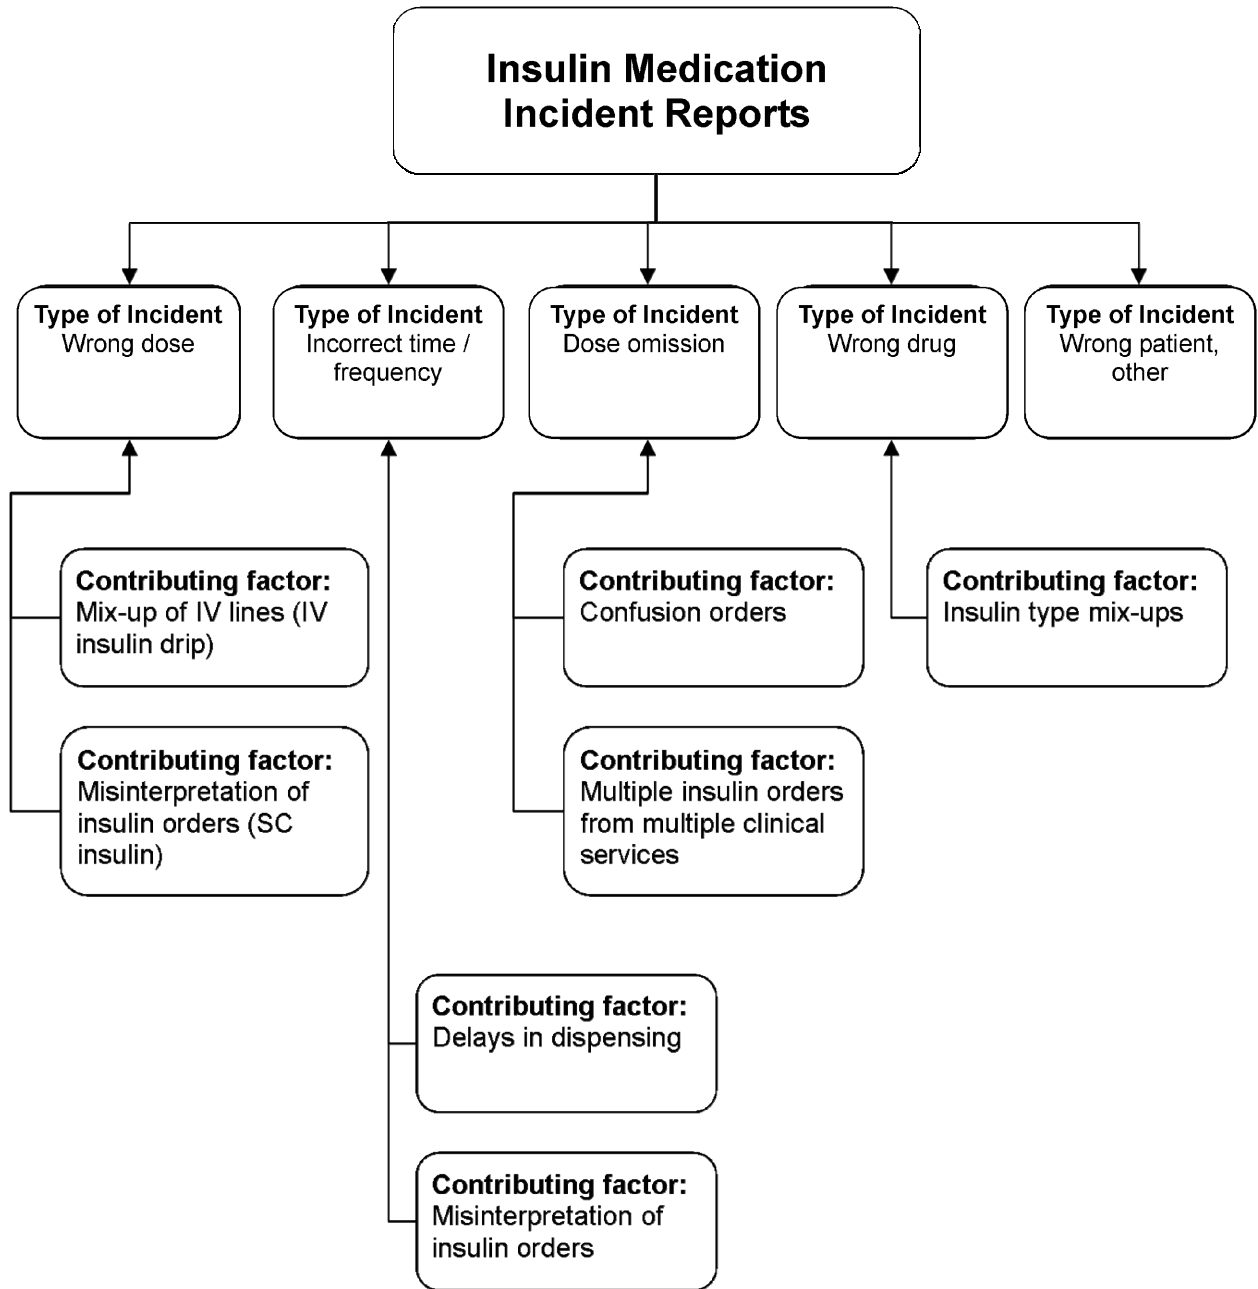 Insulin Medication
Incident Reports
Type of Incident
Wrong dose
Type of Incident
Incorrect time /
frequency
Type of Incident
Dose omission
Type of Incident
Wrong drug
Type of Incident
Wrong patient,
other
Contributing factor:
Mix-up of IV lines (IV
insulin drip)
Contributing factor:
Confusion orders
Contributing factor:
Insulin type mix-ups
Contributing factor:
Misinterpretation of
insulin orders (SC
insulin)
Contributing factor:
Multiple insulin orders
from multiple clinical
services
Contributing factor:
Delays in dispensing
Contributing factor:
Misinterpretation of
insulin orders